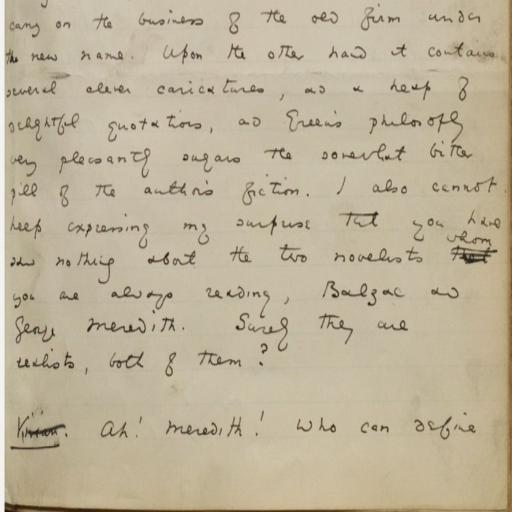 carry on the business of the old firm under
the new name. Upon the other hand it contains
several clever caricatures, and a heap of
delightful quotations, and Green's philosophy
very pleasantly sugars the somewhat bitter
pill of the author's fiction. I also cannot
help expressing my surprise that you have
said nothing about the two novelists whom
you are always reading, Balzac and
George Meredith. Surely they are
realists, both of them?
Vivian. Ah! Meredith! Who can define